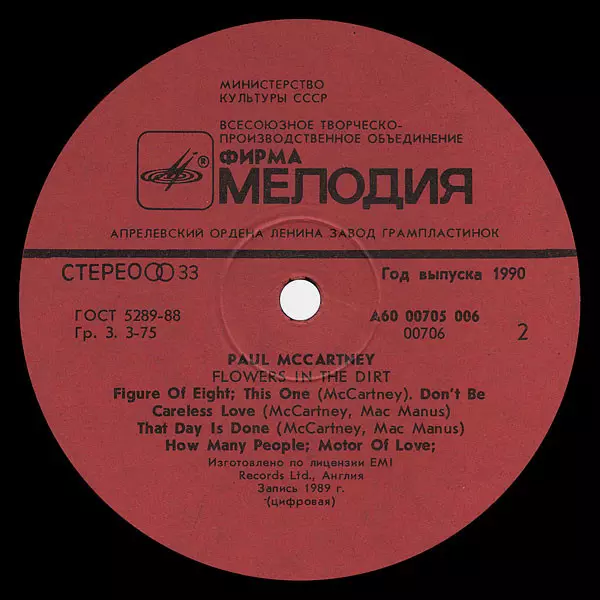 МИНИСТЕРСТВО
КУЛЬТУРЫ СССР
ВСЕСОЮЗНОЕ ТВОРЧЕСКО-
ПРОИЗВОДСТВЕННОЕ ОБЪЕДИНЕНИЕ
®
ФИРМА
МЕЛОДИЯ
АПРЕЛЕВСКИЙ ОРДЕНА ЛЕНИНА ЗАВОД ГРАМПЛАСТИНОК
СТЕРЕО 33
Год выпуска 1990
ГОСТ 5289-88
Гр. 3. 3-75
А60 00705 006
00706
2
PAUL MCCARTNEY
FLOWERS IN THE DIRT
Figure Of Eight; This One (McCartney). Don't Be
Careless Love (McCartney, Mac Manus)
That Day Is Done (McCartney, Mac Manus)
How Many People; Motor Of Love;
Изготовлено по лицензии EMI
Records Ltd., Англия
Запись 1989 г.
(цифровая)